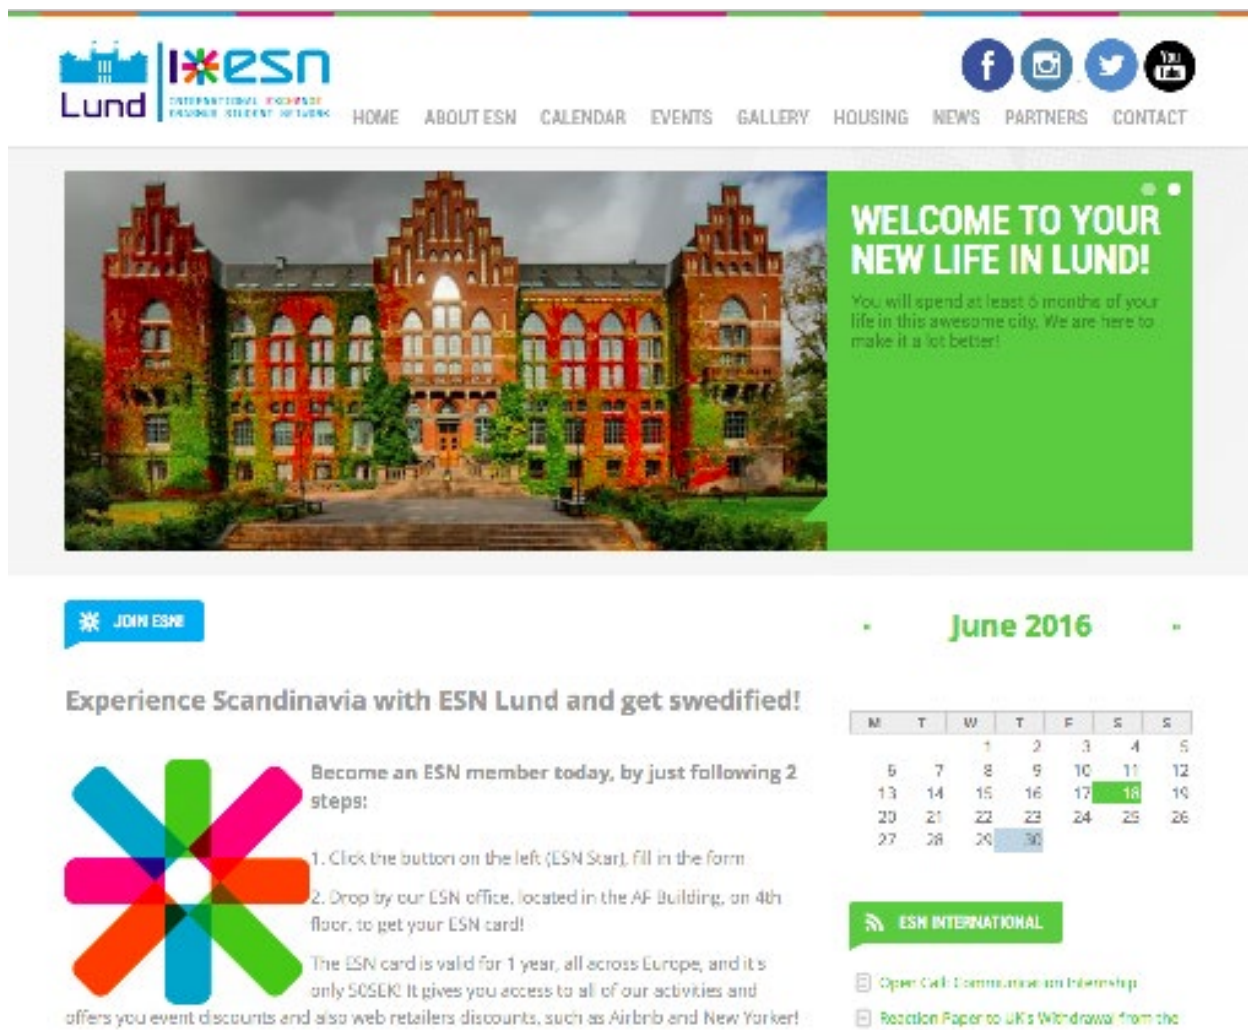 Lund
esn
INTERNATIONAL EXCHANGE
ERASMUS STUDENT NETWORK
You
Tube
HOME ABOUT ESN CALENDAR EVENTS GALLERY HOUSING NEWS PARTNERS CONTACT
WELCOME TO YOUR
NEW LIFE IN LUND!
You will spend at least 6 months of your
life in this awesome city. We are here to
make it a lot better!
JOIN ESN!
Experience Scandinavia with ESN Lund and get swedified!
Become an ESN member today, by just following 2
steps:
1. Click the button on the left (ESN Star), fill in the form
2. Drop by our ESN office, located in the AF Building, on 4th
floor, to get your ESN card!
The ESN card is valid for 1 year, all across Europe, and it's
only 50SEK! It gives you access to all of our activities and
offers you event discounts and also web retailers discounts, such as Airbnb and New Yorker!
« June 2016 »
M T W T F S S
1 2 3 4 5
6 7 8 9 10 11 12
13 14 15 16 17 18 19
20 21 22 23 24 25 26
27 28 29 30
ESN INTERNATIONAL
Open Call: Communication Internship
Reaction Paper to UK's Withdrawal from the